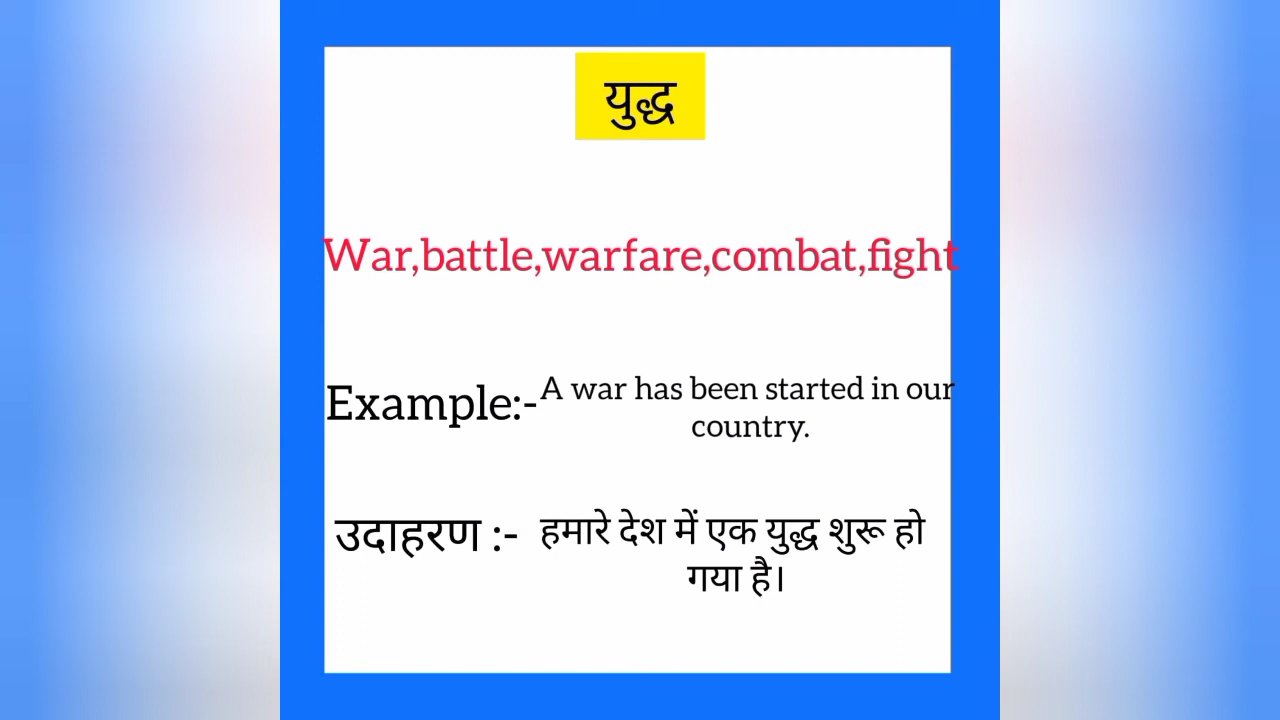 युद्ध
War,battle,warfare,combat,fight
Example:-A war has been started in our
country.
उदाहरण :- हमारे देश में एक युद्ध शुरू हो
गया है।